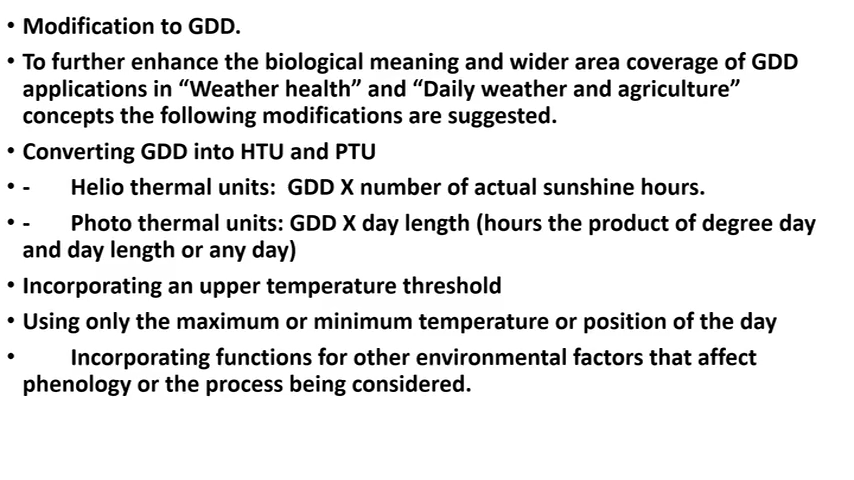 • Modification to GDD.
• To further enhance the biological meaning and wider area coverage of GDD
applications in “Weather health” and “Daily weather and agriculture”
concepts the following modifications are suggested.
• Converting GDD into HTU and PTU
• - Helio thermal units: GDD X number of actual sunshine hours.
• - Photo thermal units: GDD X day length (hours the product of degree day
and day length or any day)
• Incorporating an upper temperature threshold
• Using only the maximum or minimum temperature or position of the day
• Incorporating functions for other environmental factors that affect
phenology or the process being considered.